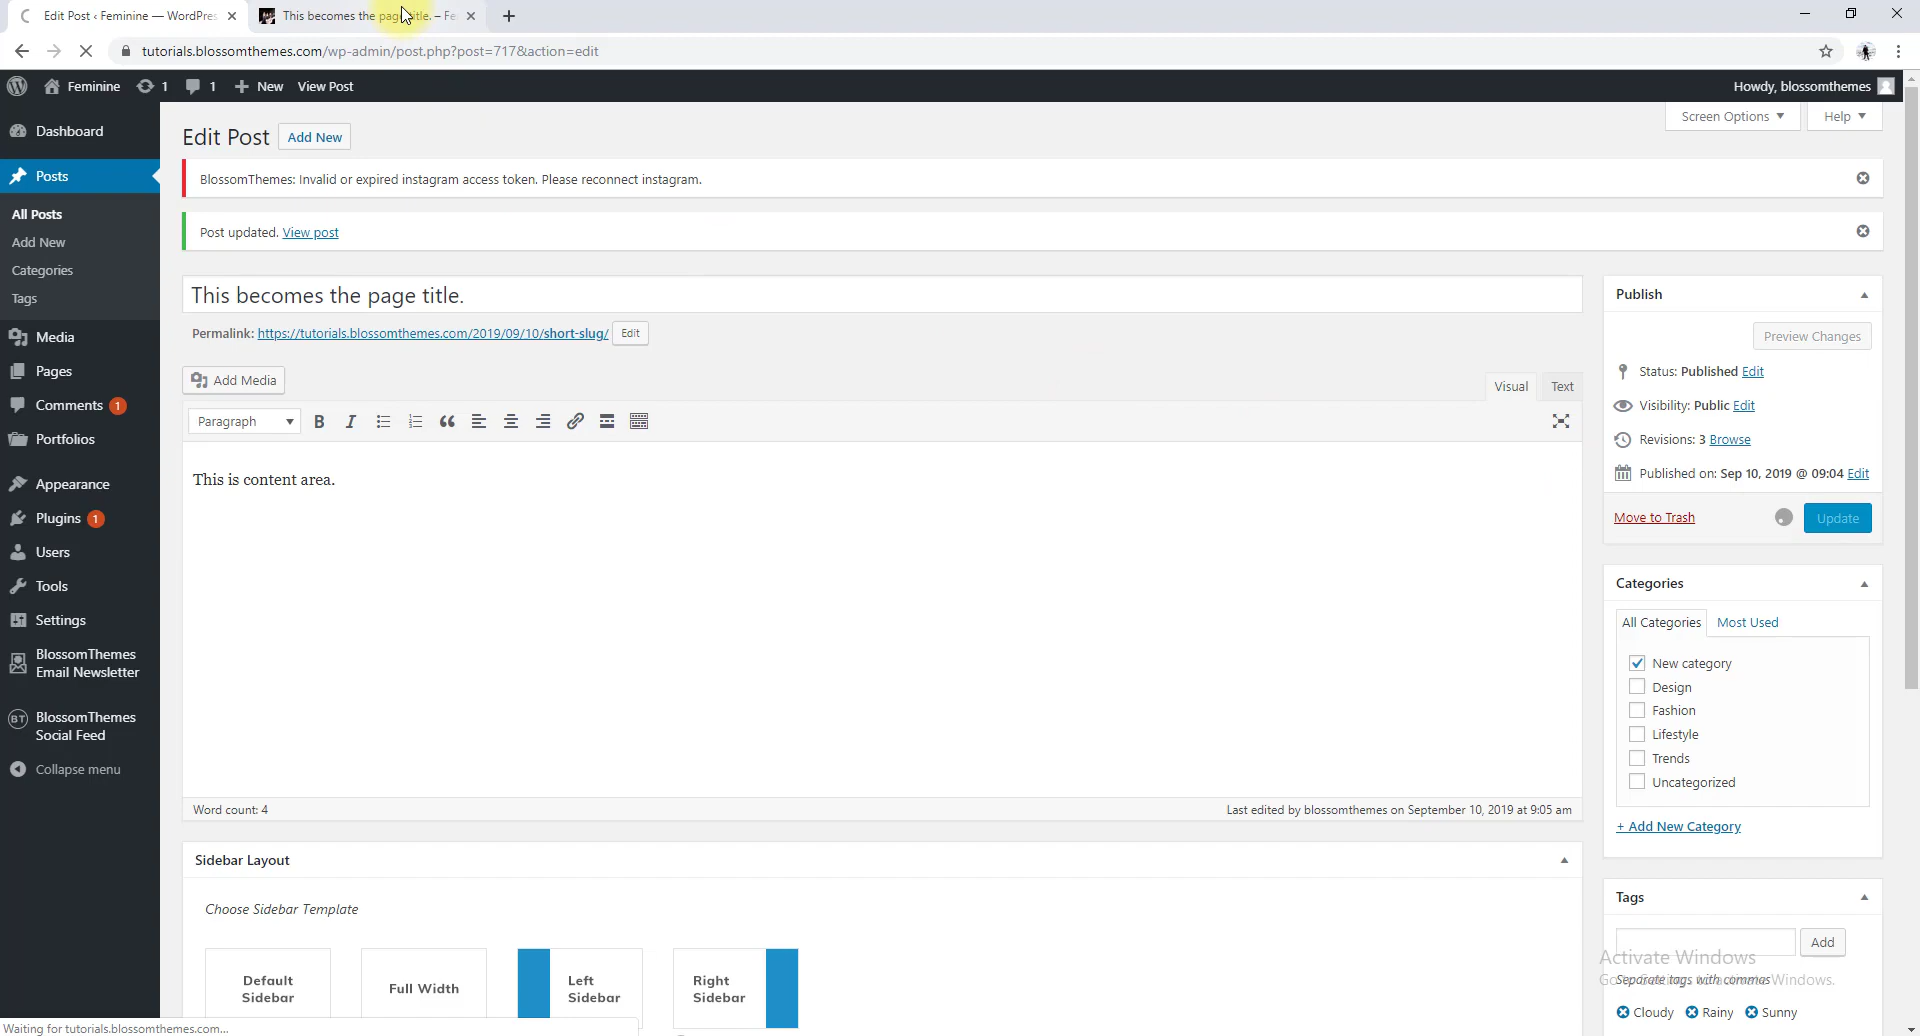 Edit Post ‹ Feminine — WordPres
This becomes the page title. – Fe
tutorials.blossomthemes.com/wp-admin/post.php?post=717&action=edit
Feminine 1 1 New View Post
Howdy, blossomthemes
Screen Options Help
Dashboard
Posts
All Posts
Add New
Categories
Tags
Media
Pages
Comments 1
Portfolios
Appearance
Plugins 1
Users
Tools
Settings
BlossomThemes
Email Newsletter
BT BlossomThemes
Social Feed
Collapse menu
Edit Post Add New
BlossomThemes: Invalid or expired instagram access token. Please reconnect instagram.
Post updated. View post
This becomes the page title.
Permalink: https://tutorials.blossomthemes.com/2019/09/10/short-slug/ Edit
Add Media
Visual Text
Paragraph
This is content area.
Word count: 4
Last edited by blossomthemes on September 10, 2019 at 9:05 am
Sidebar Layout
Choose Sidebar Template
Default
Sidebar
Full Width
Left
Sidebar
Right
Sidebar
Publish
Preview Changes
Status: Published Edit
Visibility: Public Edit
Revisions: 3 Browse
Published on: Sep 10, 2019 @ 09:04 Edit
Move to Trash Update
Categories
All Categories Most Used
New category
Design
Fashion
Lifestyle
Trends
Uncategorized
+ Add New Category
Tags
Add
Activate Windows
Separate tags with commas
Windows.
Cloudy Rainy Sunny
Waiting for tutorials.blossomthemes.com...